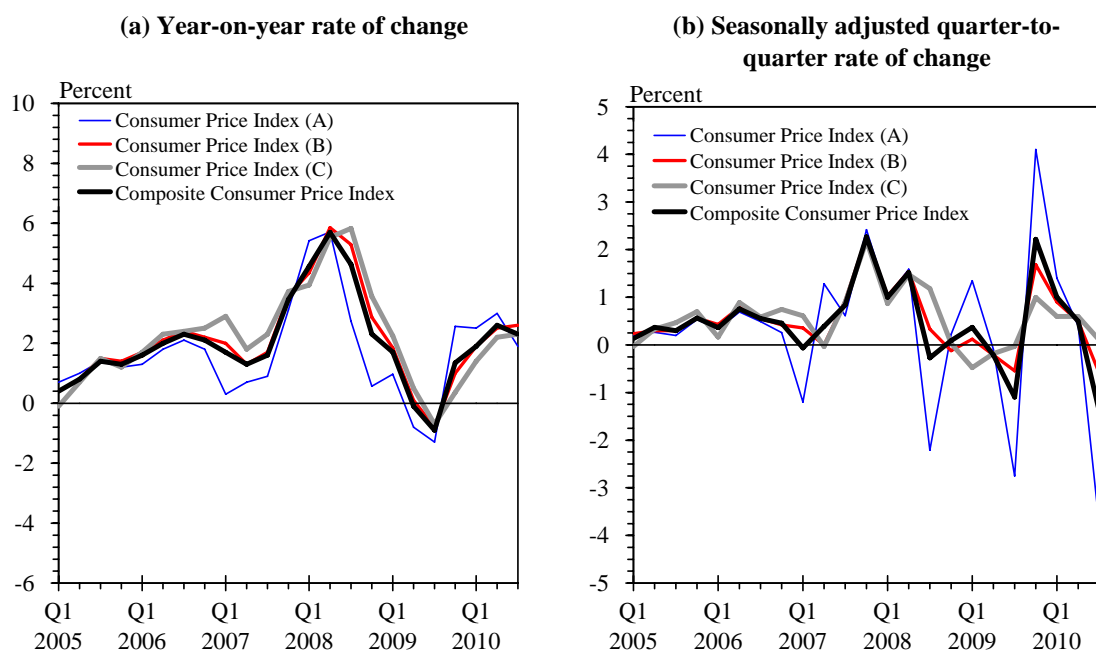 (a) Year-on-year rate of change
Percent
10
8
6
4
2
0
-2
-4
-6
Consumer Price Index (A)
Consumer Price Index (B)
Consumer Price Index (C)
Composite Consumer Price Index
Q1 Q1 Q1 Q1 Q1 Q1
2005 2006 2007 2008 2009 2010
(b) Seasonally adjusted quarter-to-
quarter rate of change
Percent
5
4
3
2
1
0
-1
-2
-3
-4
-5
Consumer Price Index (A)
Consumer Price Index (B)
Consumer Price Index (C)
Composite Consumer Price Index
Q1 Q1 Q1 Q1 Q1 Q1
2005 2006 2007 2008 2009 2010